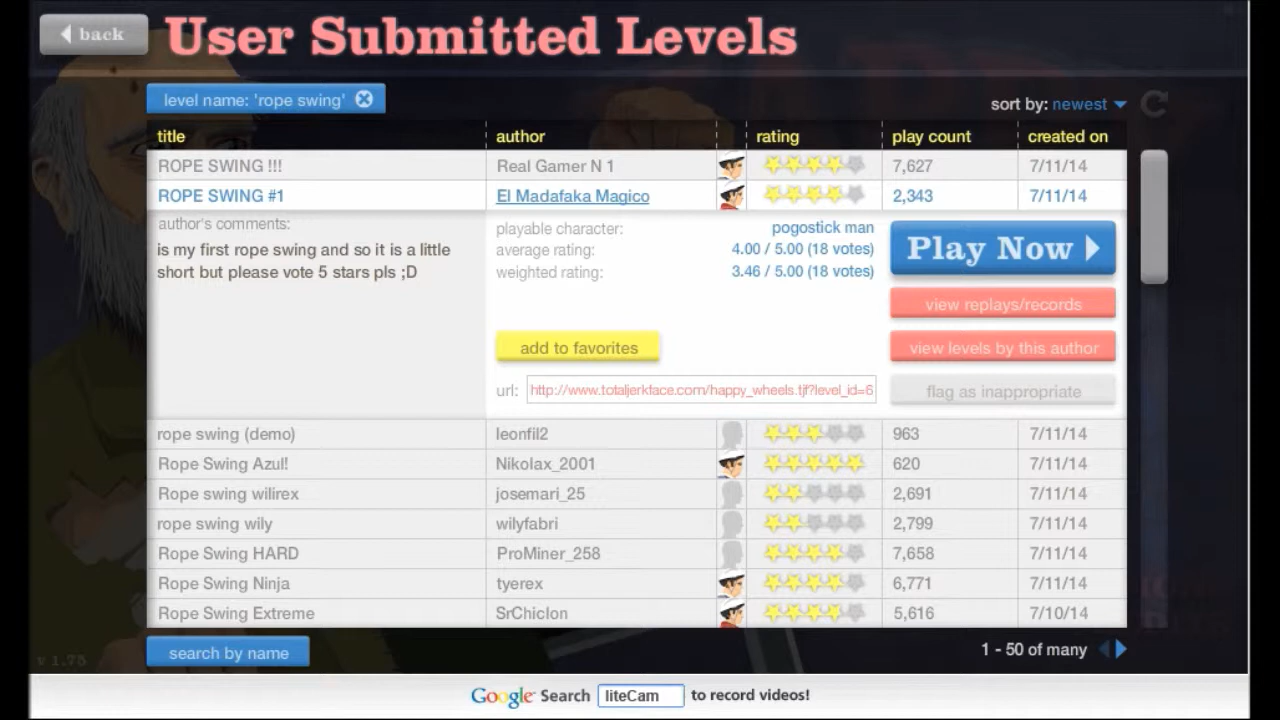 back
User Submitted Levels
level name: 'rope swing'
sort by: newest
title author rating play count created on
ROPE SWING !!! Real Gamer N 1 7,627 7/11/14
ROPE SWING #1 El Madafaka Magico 2,343 7/11/14
author's comments:
is my first rope swing and so it is a little
short but please vote 5 stars pls ;D
playable character: pogostick man
average rating: 4.00 / 5.00 (18 votes)
weighted rating: 3.46 / 5.00 (18 votes)
Play Now
view replays/records
add to favorites
view levels by this author
url: http://www.totaljerkface.com/happy_wheels.tjf?level_id=6
flag as inappropriate
rope swing (demo) leonfil2 963 7/11/14
Rope Swing Azul! Nikolax_2001 620 7/11/14
Rope swing wilirex josemari_25 2,691 7/11/14
rope swing wily wilyfabri 2,799 7/11/14
Rope Swing HARD ProMiner_258 7,658 7/11/14
Rope Swing Ninja tyerex 6,771 7/11/14
Rope Swing Extreme SrChicIon 5,616 7/10/14
search by name
1 - 50 of many
v 1.75
Google Search liteCam to record videos!